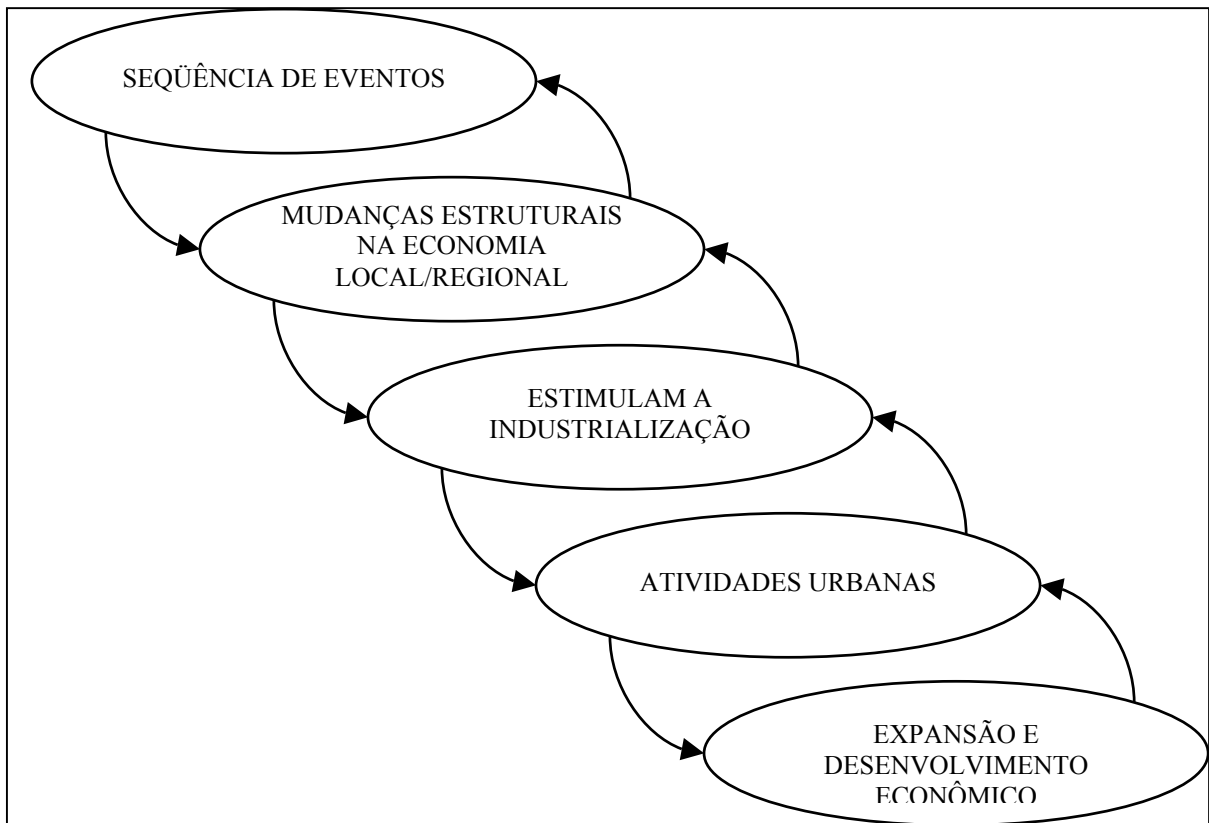 SEQÜÊNCIA DE EVENTOS
MUDANÇAS ESTRUTURAIS
NA ECONOMIA
LOCAL/REGIONAL
ESTIMULAM A
INDUSTRIALIZAÇÃO
ATIVIDADES URBANAS
EXPANSÃO E
DESENVOLVIMENTO
ECONÔMICO